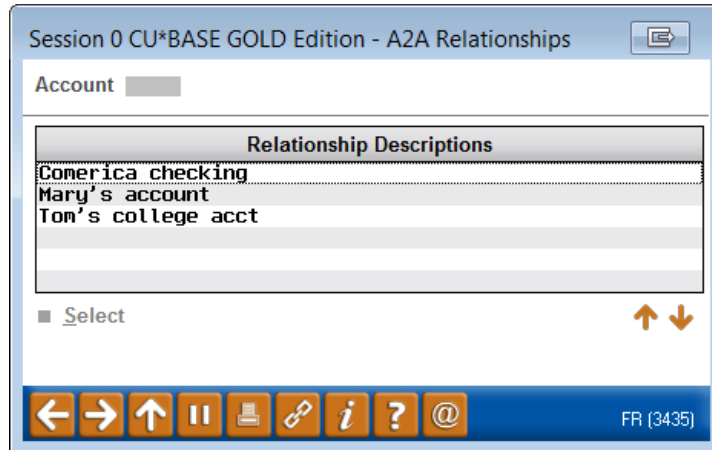 Session 0 CU*BASE GOLD Edition - A2A Relationships
Account
Relationship Descriptions
Comerica checking
Mary's account
Tom's college acct
Select
i ? @ FR (3435)